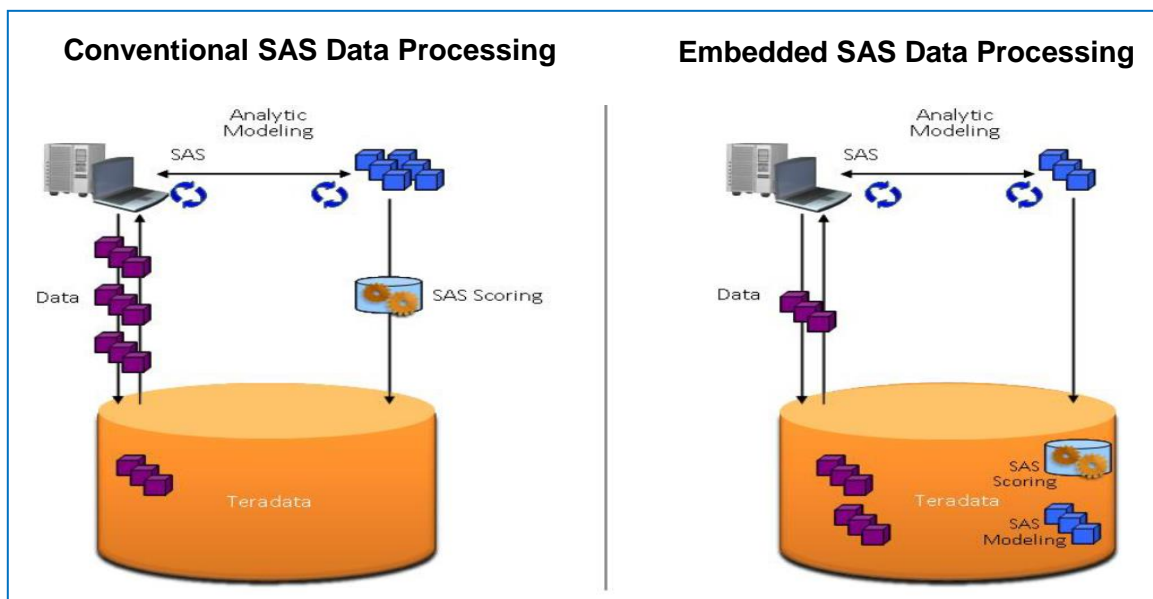 Conventional SAS Data Processing
Analytic
Modeling
SAS
Data
SAS Scoring
Teradata
Embedded SAS Data Processing
Analytic
Modeling
SAS
Data
SAS
Scoring
Teradata
SAS
Modeling